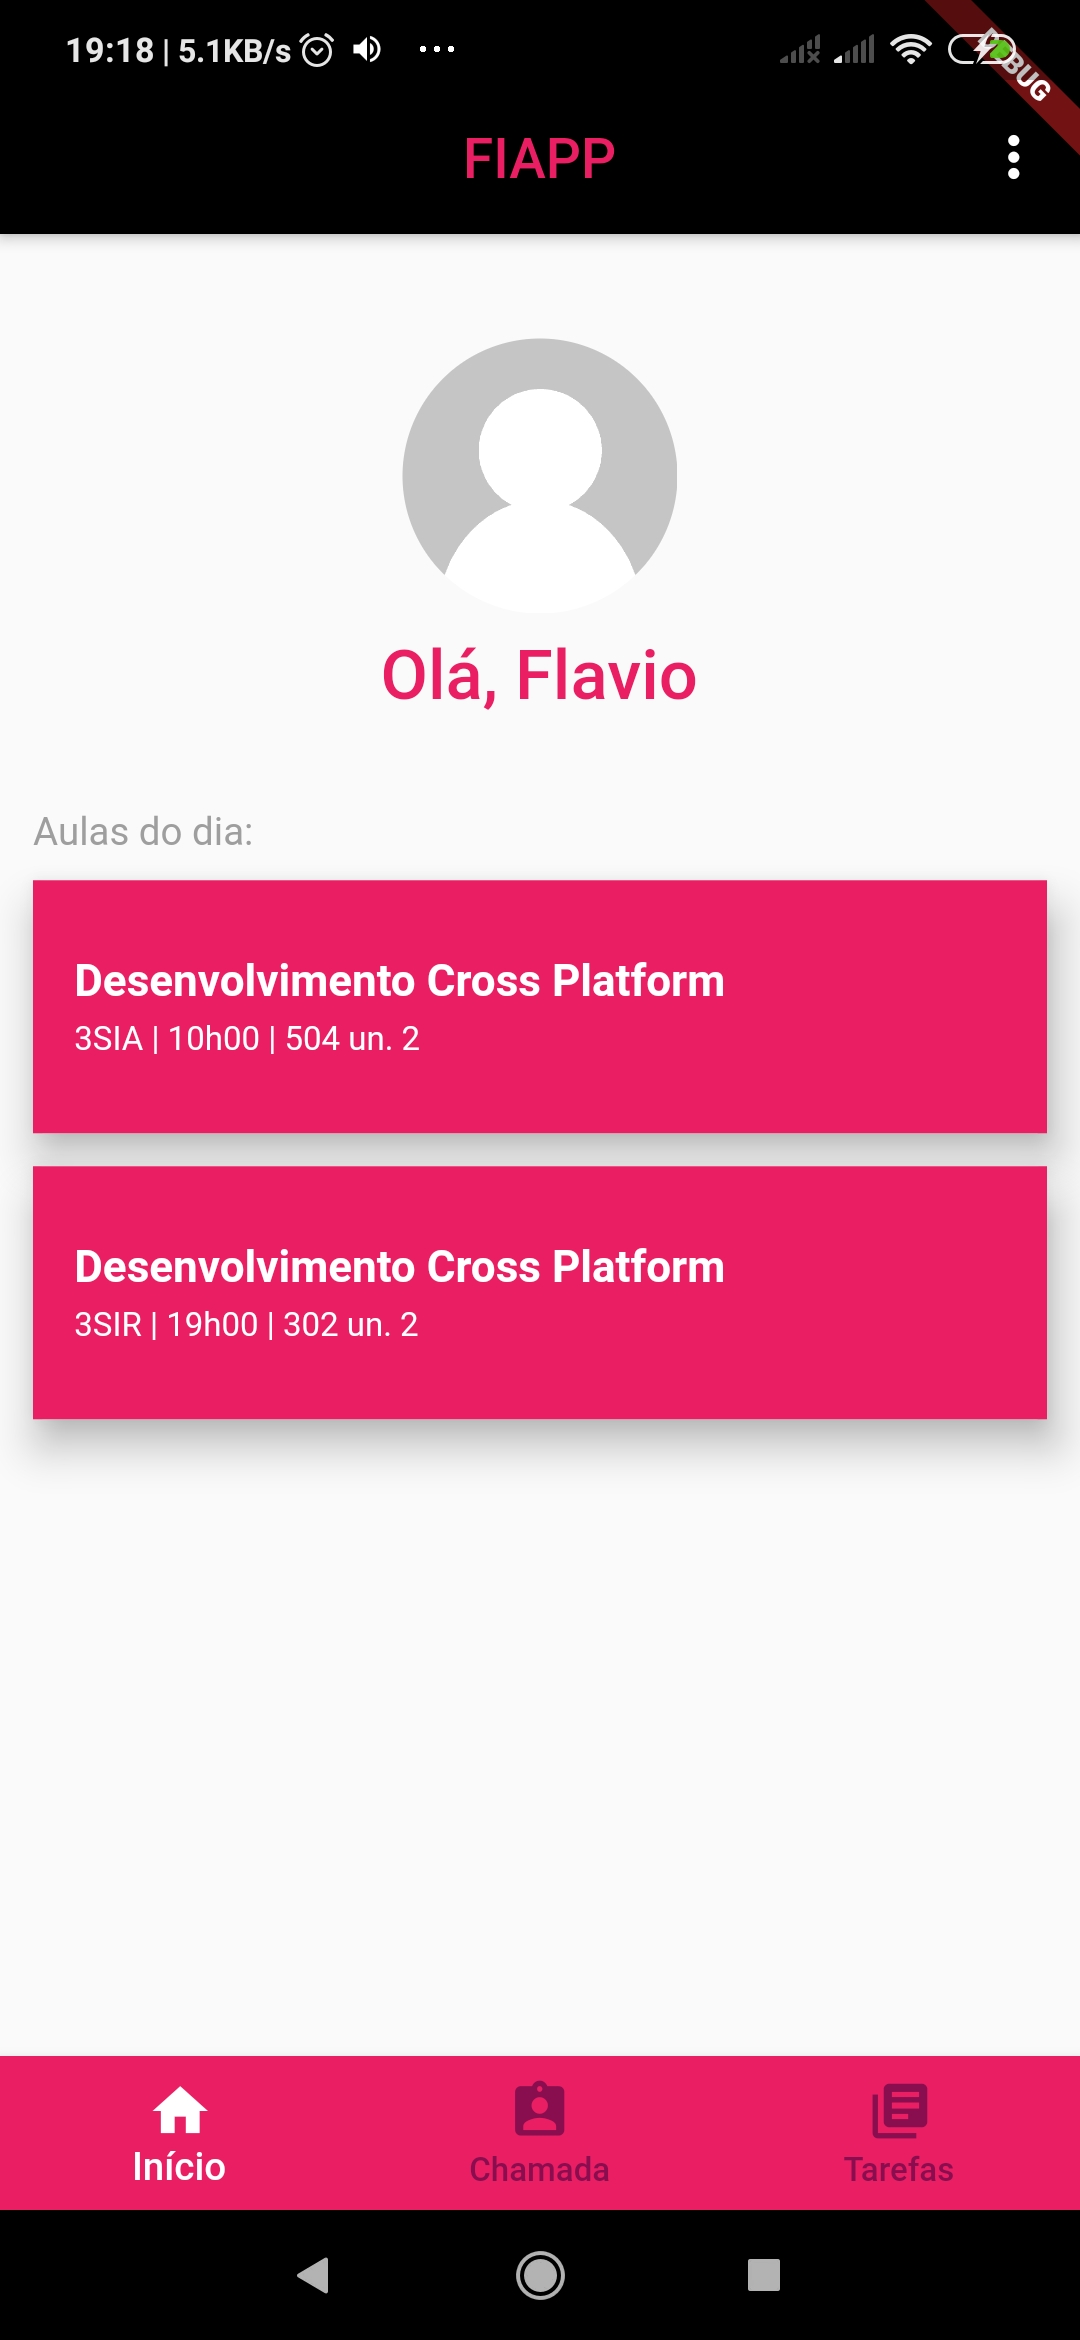 19:18 | 5.1KB/s
DEBUG
FIAPP
Olá, Flavio
Aulas do dia:
Desenvolvimento Cross Platform
3SIA | 10h00 | 504 un. 2
Desenvolvimento Cross Platform
3SIR | 19h00 | 302 un. 2
Início
Chamada
Tarefas